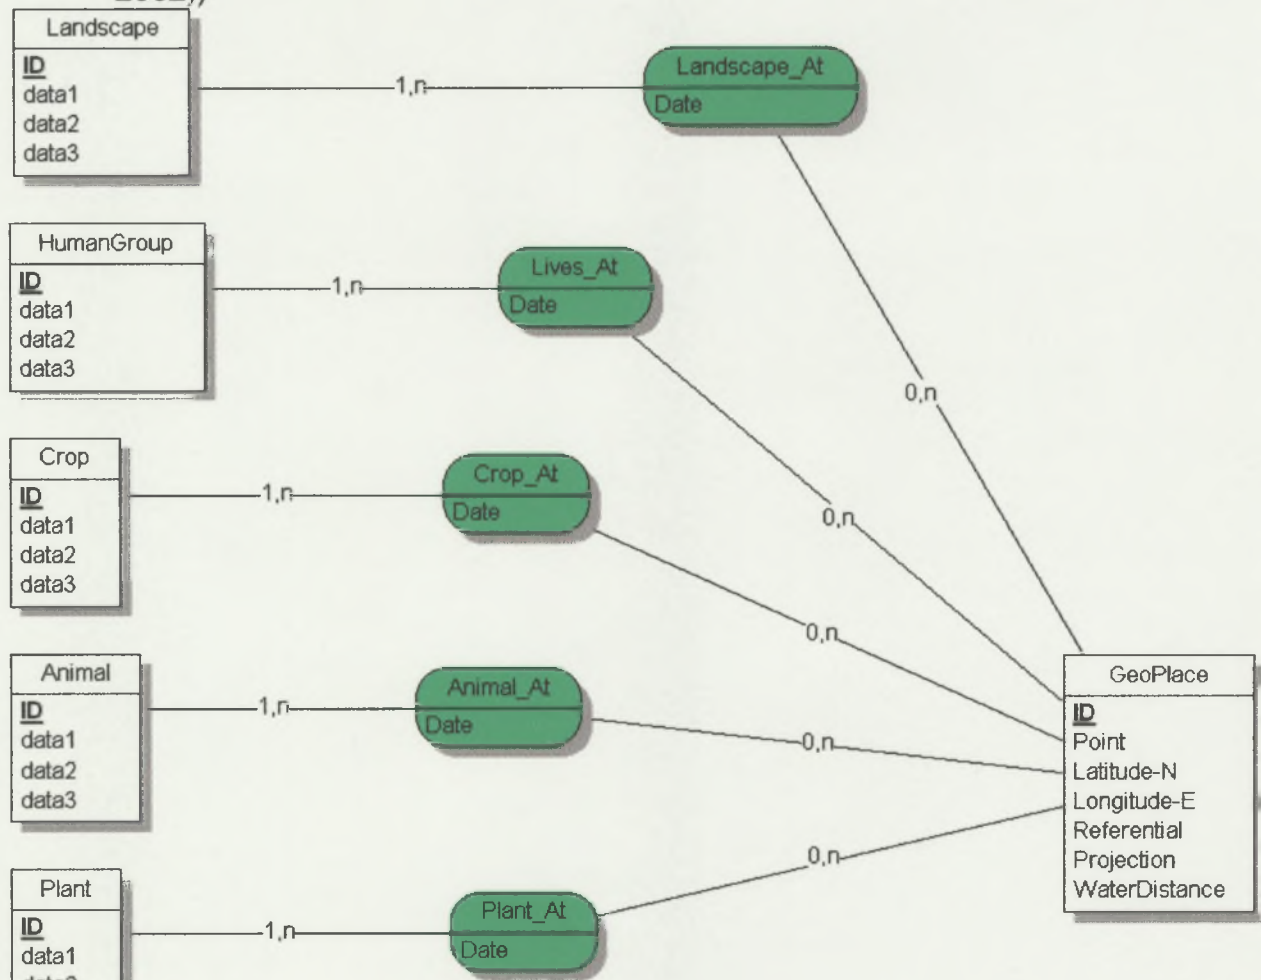 Landscape
ID
data1
data2
data3
1,n
Landscape_At
Date
0,n
HumanGroup
ID
data1
data2
data3
1,n
Lives_At
Date
0,n
Crop
ID
data1
data2
data3
1,n
Crop_At
Date
0,n
Animal
ID
data1
data2
data3
1,n
Animal_At
Date
0,n
Plant
ID
data1
1,n
Plant_At
Date
0,n
GeoPlace
ID
Point
Latitude-N
Longitude-E
Referential
Projection
WaterDistance